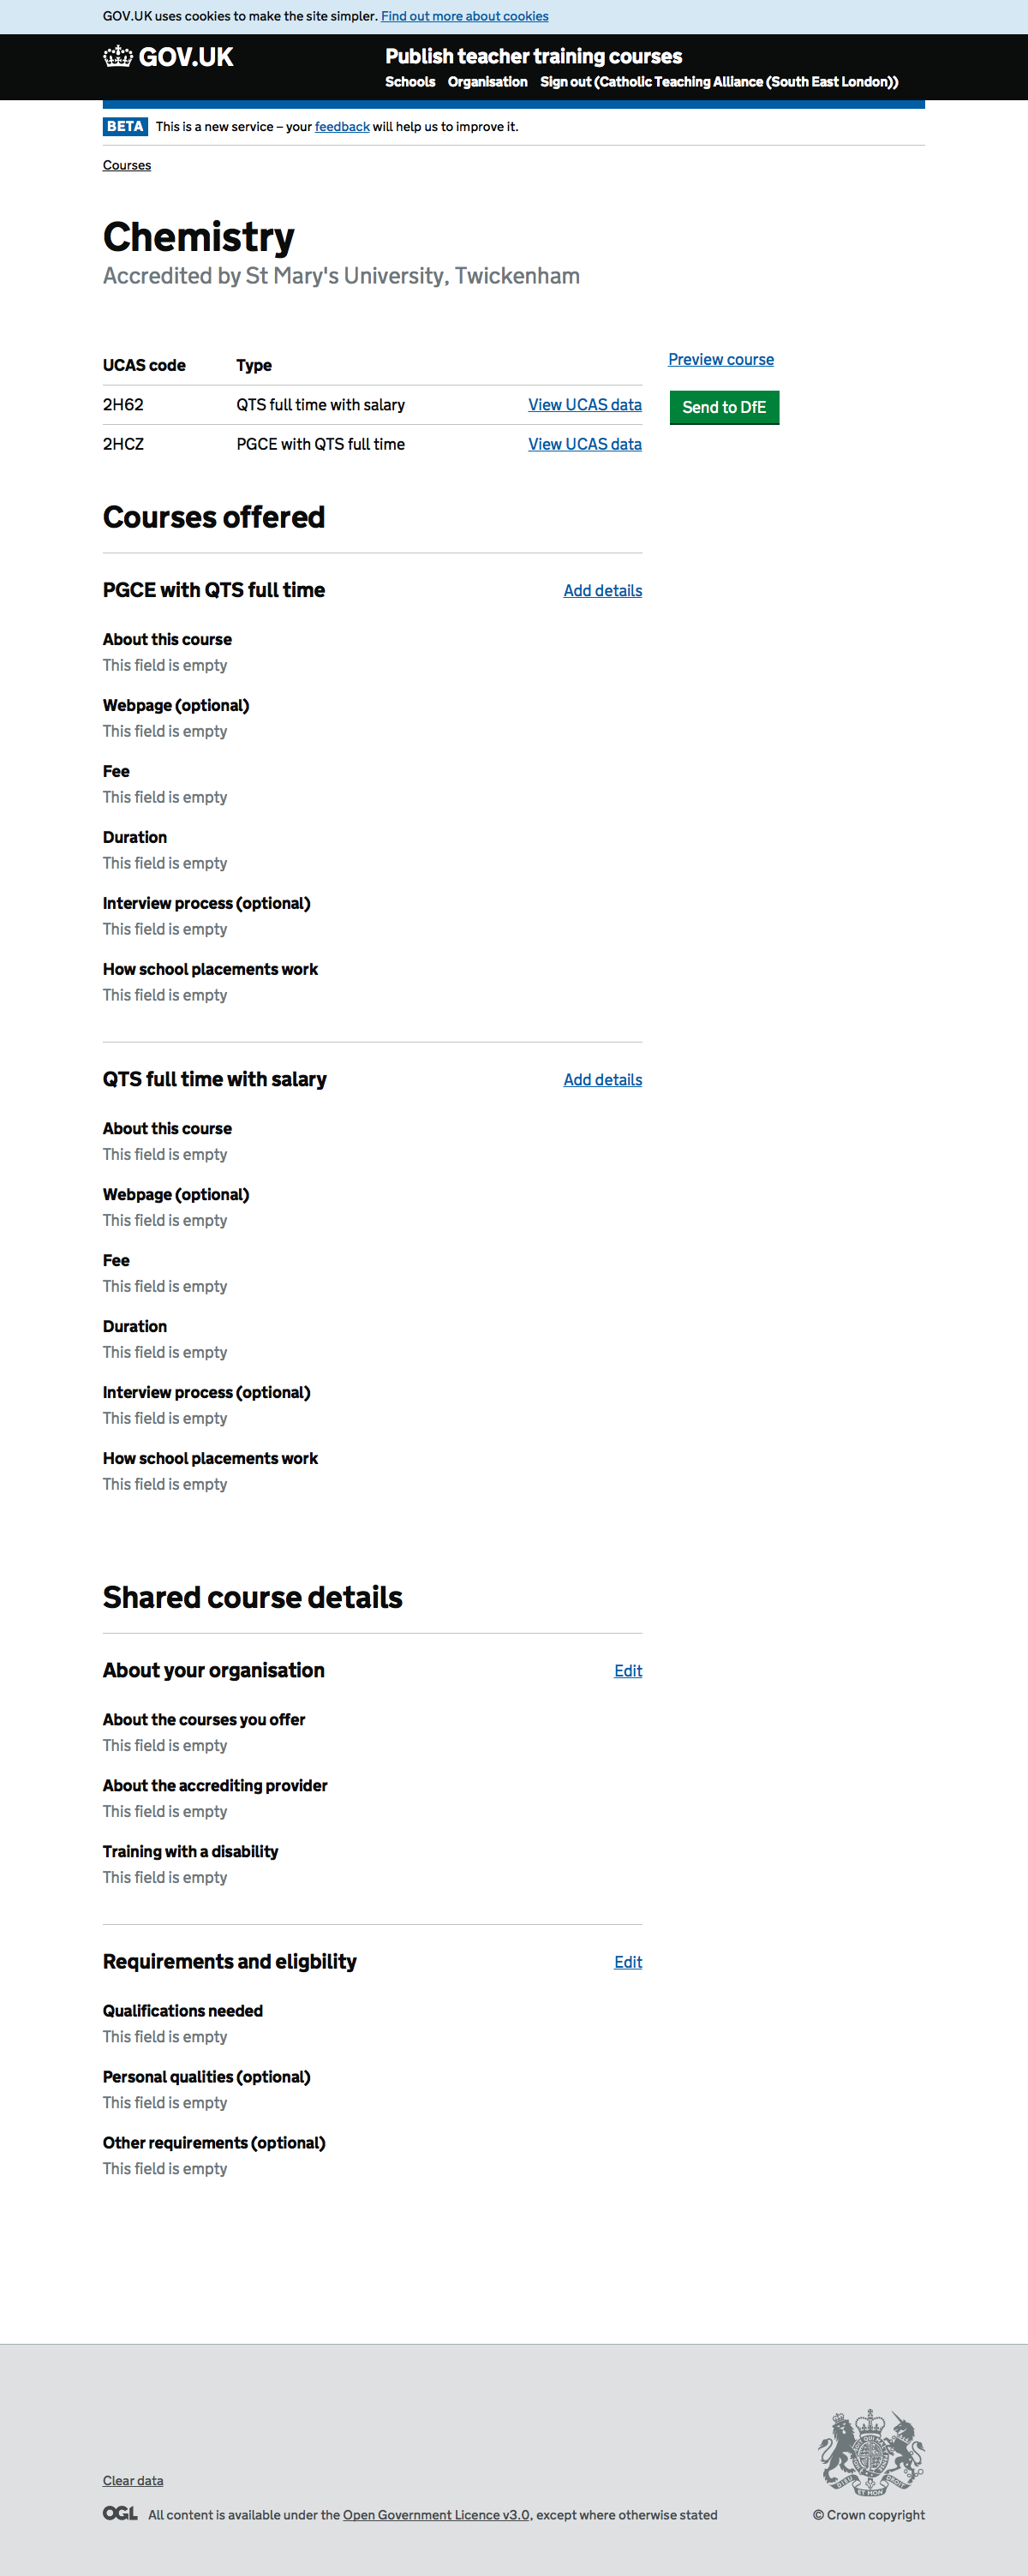 GOV.UK uses cookies to make the site simpler. Find out more about cookies
GOV.UK
Publish teacher training courses
Schools Organisation Sign out (Catholic Teaching Alliance (South East London))
BETA This is a new service – your feedback will help us to improve it.
Courses
Chemistry
Accredited by St Mary's University, Twickenham
UCAS code Type
2H62 QTS full time with salary View UCAS data
2HCZ PGCE with QTS full time View UCAS data
Preview course
Send to DfE
Courses offered
PGCE with QTS full time Add details
About this course
This field is empty
Webpage (optional)
This field is empty
Fee
This field is empty
Duration
This field is empty
Interview process (optional)
This field is empty
How school placements work
This field is empty
QTS full time with salary Add details
About this course
This field is empty
Webpage (optional)
This field is empty
Fee
This field is empty
Duration
This field is empty
Interview process (optional)
This field is empty
How school placements work
This field is empty
Shared course details
About your organisation Edit
About the courses you offer
This field is empty
About the accrediting provider
This field is empty
Training with a disability
This field is empty
Requirements and eligbility Edit
Qualifications needed
This field is empty
Personal qualities (optional)
This field is empty
Other requirements (optional)
This field is empty
Clear data
OGL All content is available under the Open Government Licence v3.0, except where otherwise stated
© Crown copyright